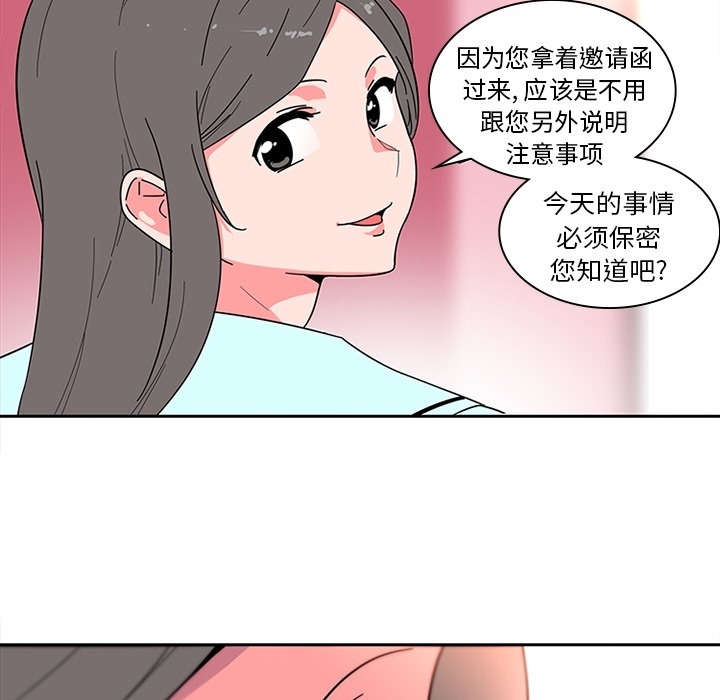 因为您拿着邀请函
过来,应该是不用
跟您另外说明
注意事项
今天的事情
必须保密
您知道吧?